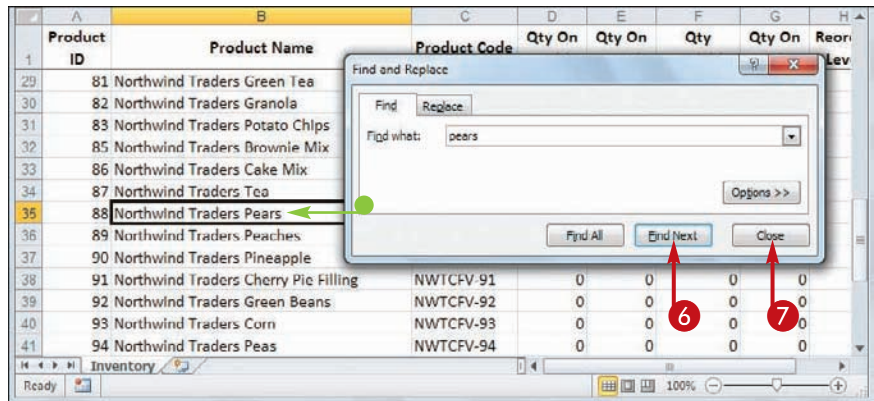 A B C D E F G H
1 Product ID Product Name Product Code Qty On Qty On Qty Qty On Reor Lev
Find and Replace
Find Replace
Find what: pears
Options >>
Find All Find Next Close
29 81 Northwind Traders Green Tea
30 82 Northwind Traders Granola
31 83 Northwind Traders Potato Chips
32 85 Northwind Traders Brownie Mix
33 86 Northwind Traders Cake Mix
34 87 Northwind Traders Tea
35 88 Northwind Traders Pears
36 89 Northwind Traders Peaches
37 90 Northwind Traders Pineapple
38 91 Northwind Traders Cherry Pie Filling NWTCFV-91 0 0 0 0
39 92 Northwind Traders Green Beans NWTCFV-92 0 0 0 0
40 93 Northwind Traders Corn NWTCFV-93 0 0 0 0
41 94 Northwind Traders Peas NWTCFV-94 0 0 0 0
6 7
Inventory
Ready 100%